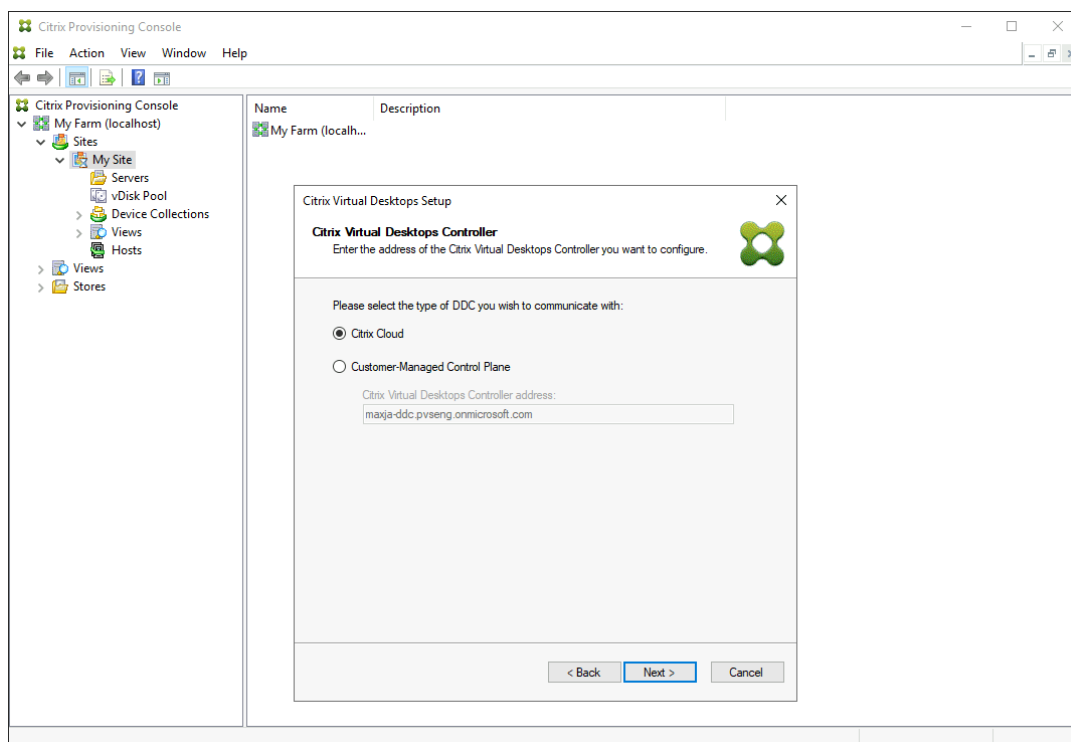 Citrix Provisioning Console
File Action View Window Help
Citrix Provisioning Console
My Farm (localhost)
Sites
My Site
Servers
vDisk Pool
Device Collections
Views
Hosts
Views
Stores
Name Description
My Farm (localh...
Citrix Virtual Desktops Setup
Citrix Virtual Desktops Controller
Enter the address of the Citrix Virtual Desktops Controller you want to configure.
Please select the type of DDC you wish to communicate with:
Citrix Cloud
Customer-Managed Control Plane
Citrix Virtual Desktops Controller address:
maxja-ddc.pvseng.onmicrosoft.com
< Back Next > Cancel